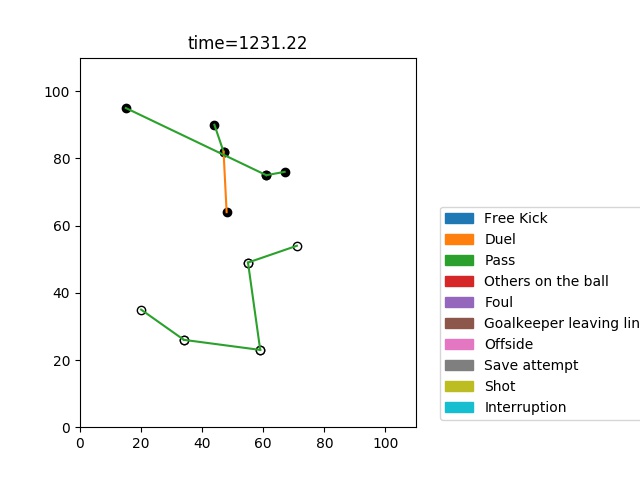 time=1231.22
100
80
60
40
20
0
0 20 40 60 80 100
Free Kick
Duel
Pass
Others on the ball
Foul
Goalkeeper leaving lin
Offside
Save attempt
Shot
Interruption